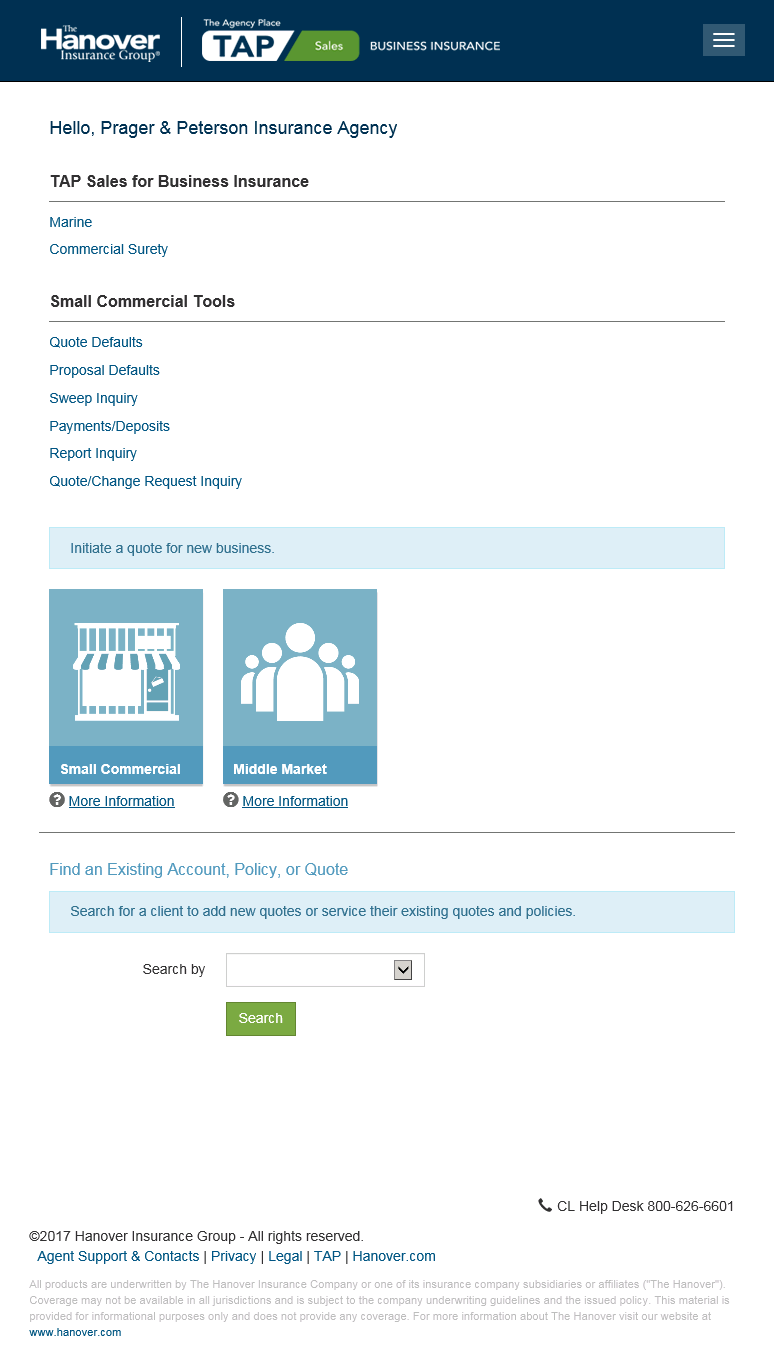 The
Hanover
Insurance Group®
The Agency Place
TAP Sales BUSINESS INSURANCE
Hello, Prager & Peterson Insurance Agency
TAP Sales for Business Insurance
Marine
Commercial Surety
Small Commercial Tools
Quote Defaults
Proposal Defaults
Sweep Inquiry
Payments/Deposits
Report Inquiry
Quote/Change Request Inquiry
Initiate a quote for new business.
Small Commercial
Middle Market
? More Information
? More Information
Find an Existing Account, Policy, or Quote
Search for a client to add new quotes or service their existing quotes and policies.
Search by
Search
CL Help Desk 800-626-6601
©2017 Hanover Insurance Group - All rights reserved.
Agent Support & Contacts | Privacy | Legal | TAP | Hanover.com
All products are underwritten by The Hanover Insurance Company or one of its insurance company subsidiaries or affiliates ("The Hanover").
Coverage may not be available in all jurisdictions and is subject to the company underwriting guidelines and the issued policy. This material is
provided for informational purposes only and does not provide any coverage. For more information about The Hanover visit our website at
www.hanover.com